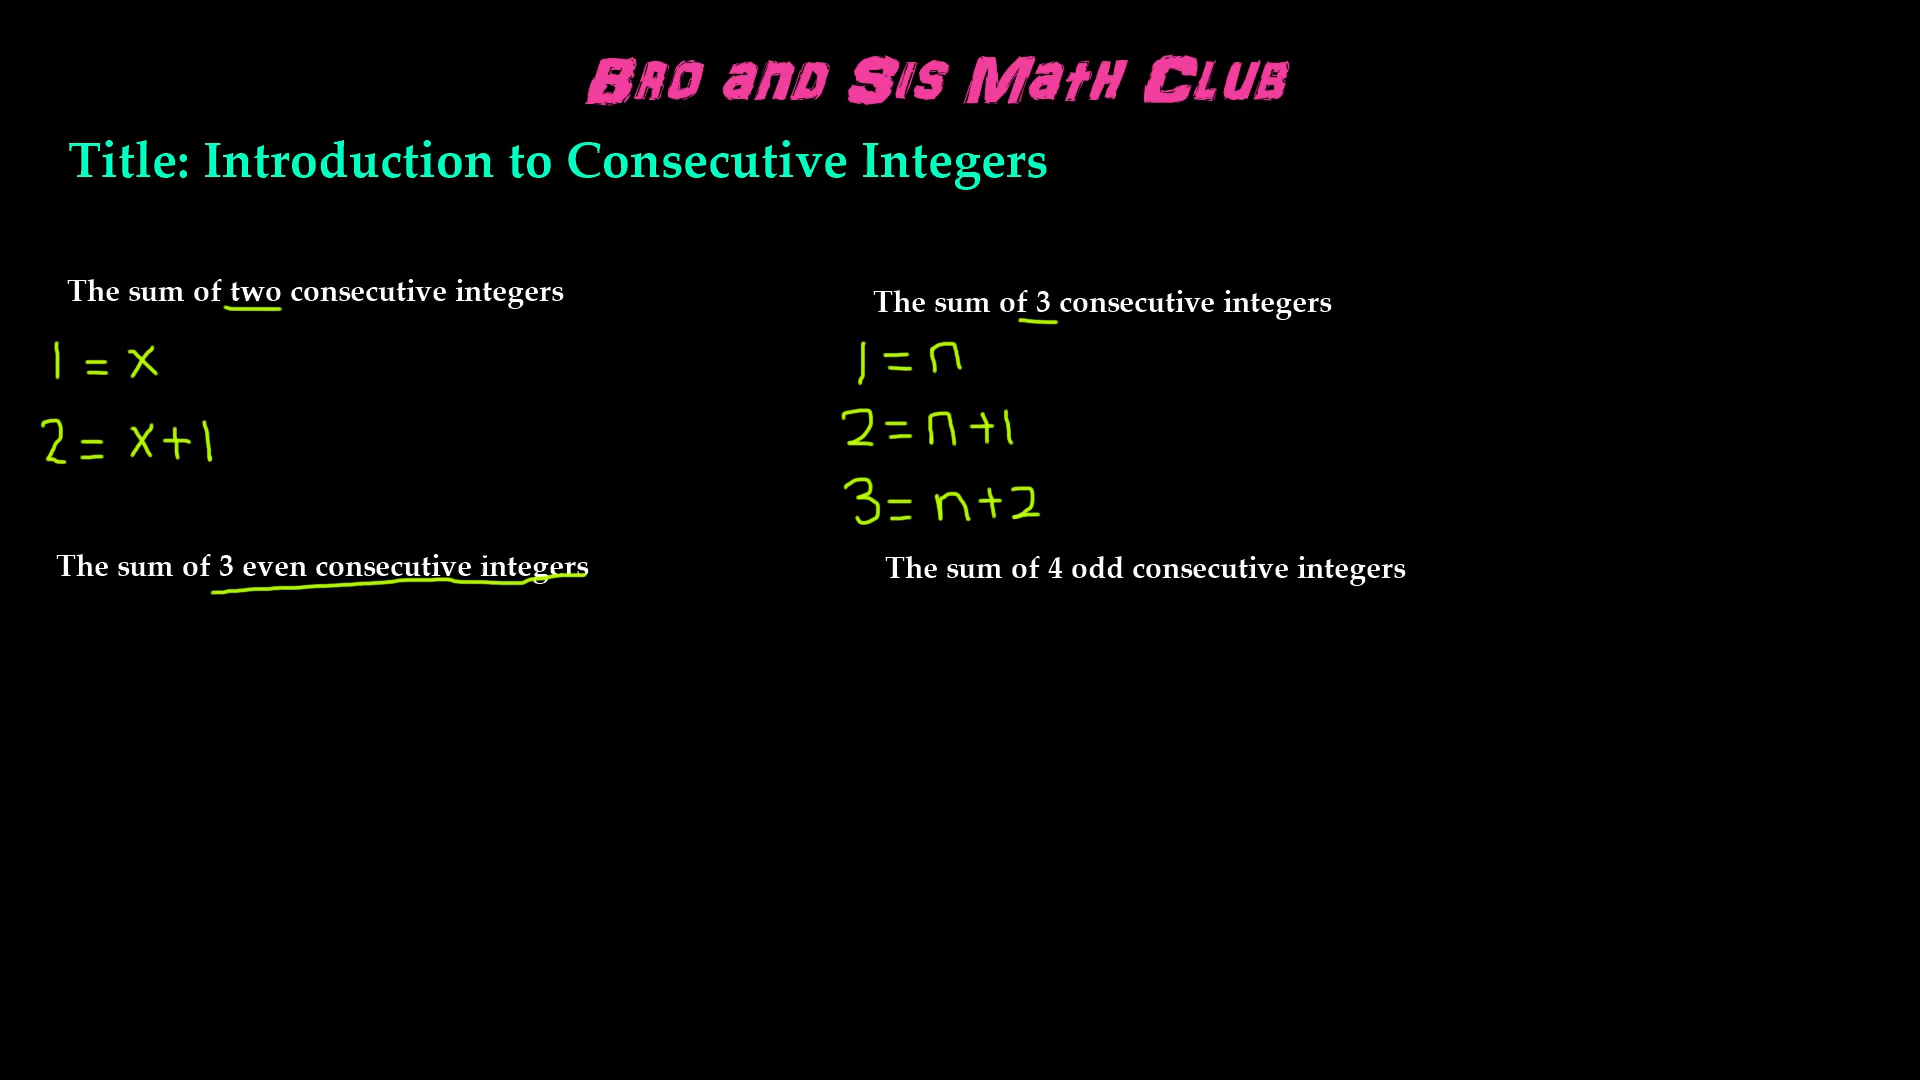 Bro and Sis Math Club
Title: Introduction to Consecutive Integers
The sum of two consecutive integers
1 = x
2 = x+1
The sum of 3 consecutive integers
1 = n
2 = n+1
3 = n+2
The sum of 3 even consecutive integers
The sum of 4 odd consecutive integers